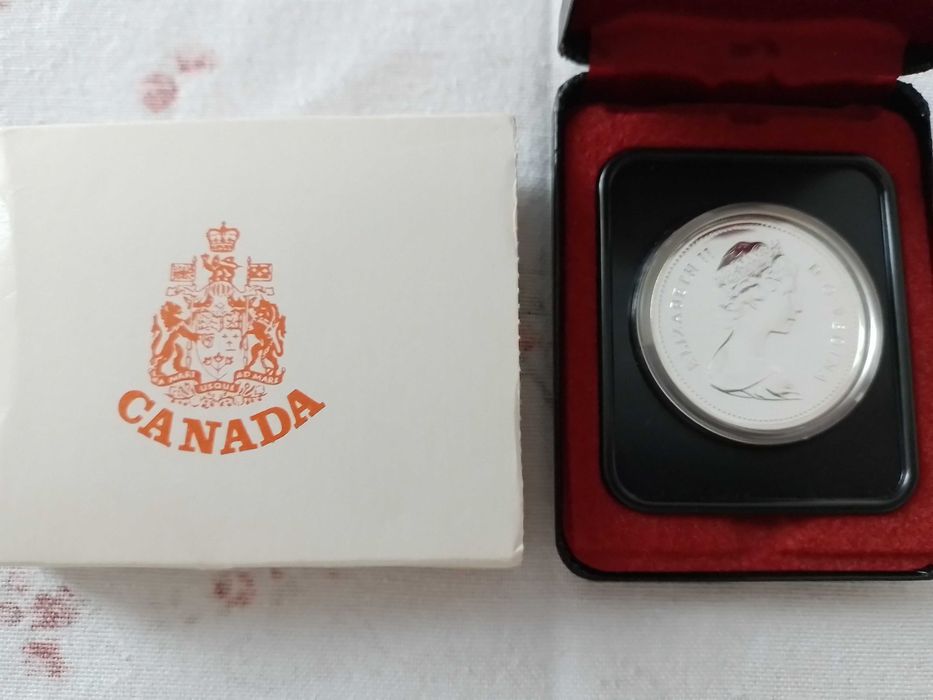 A MARI USQUE AD MARE
CANADA
ELIZABETH II
D·G·REGINA